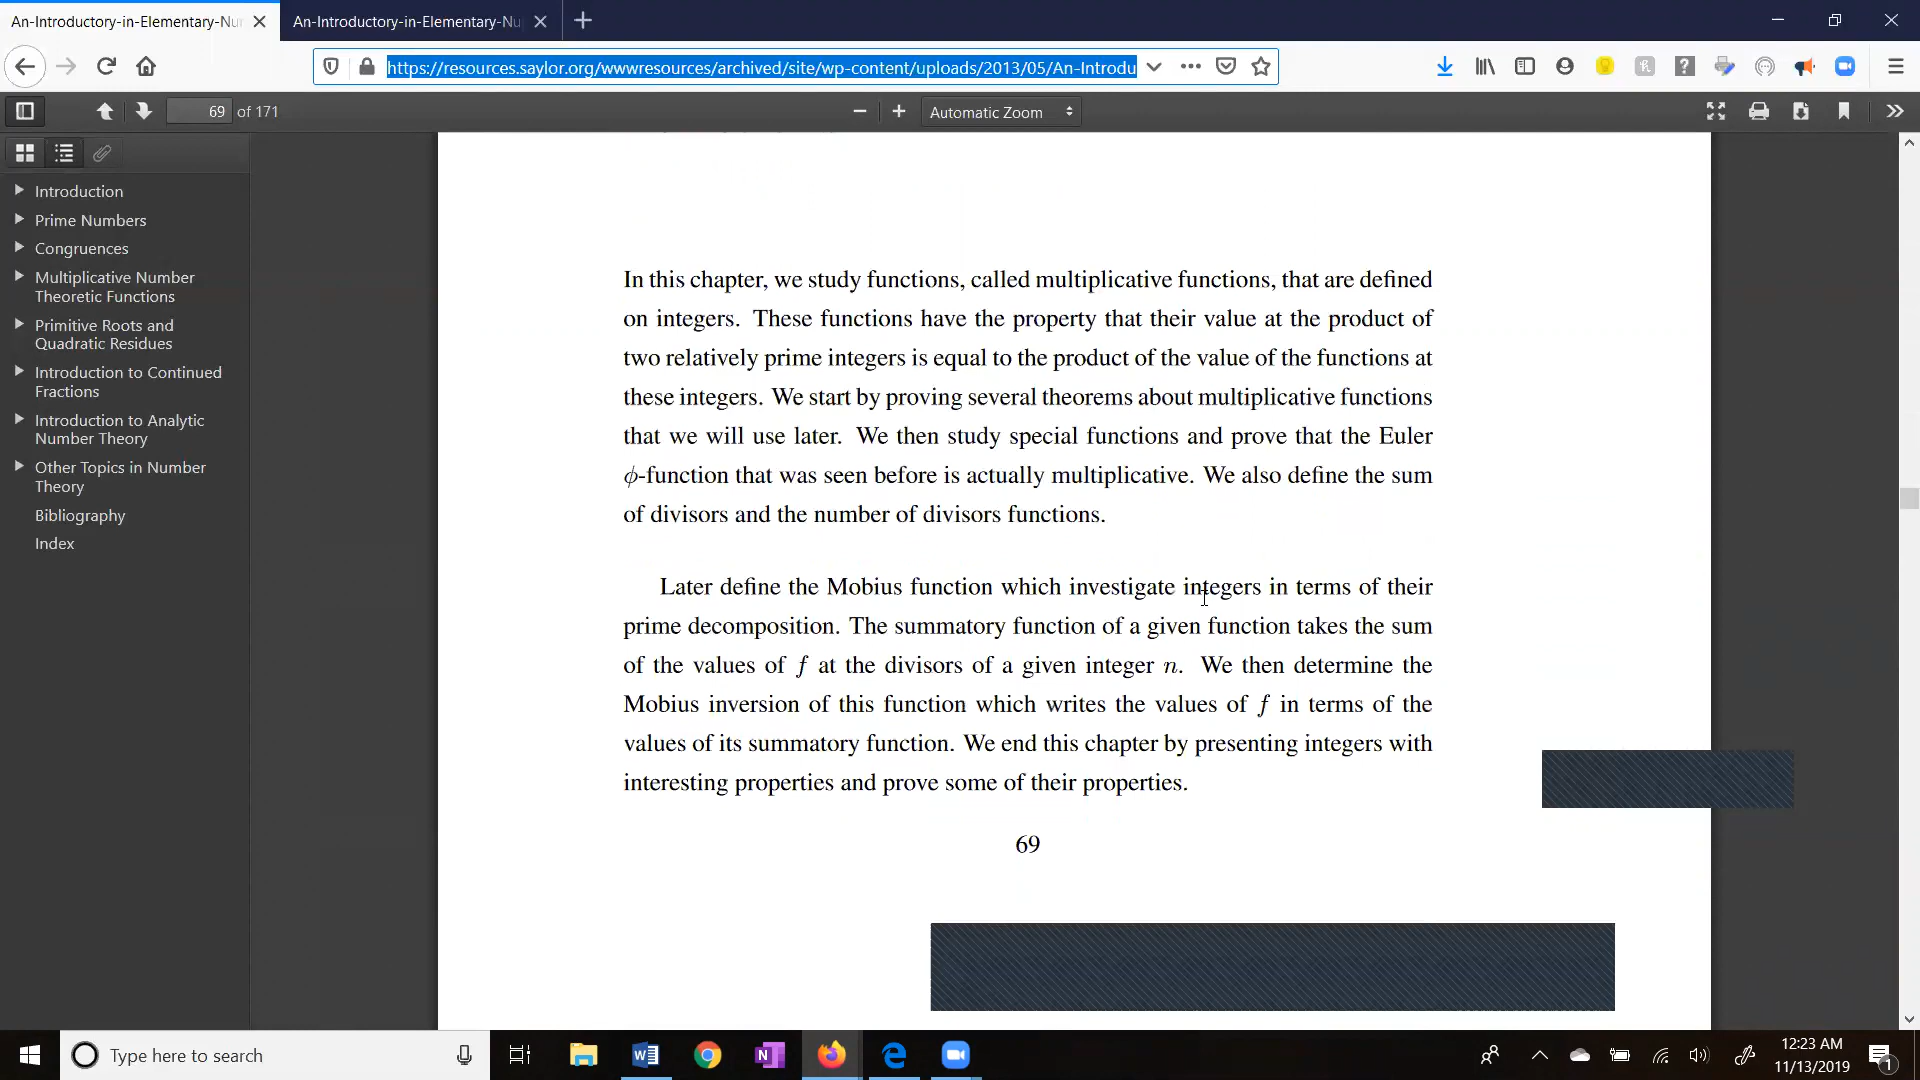 An-Introductory-in-Elementary-Nu
An-Introductory-in-Elementary-Nu
https://resources.saylor.org/wwwresources/archived/site/wp-content/uploads/2013/05/An-Introdu
69 of 171
Automatic Zoom
Introduction
Prime Numbers
Congruences
Multiplicative Number
Theoretic Functions
Primitive Roots and
Quadratic Residues
Introduction to Continued
Fractions
Introduction to Analytic
Number Theory
Other Topics in Number
Theory
Bibliography
Index
In this chapter, we study functions, called multiplicative functions, that are defined
on integers. These functions have the property that their value at the product of
two relatively prime integers is equal to the product of the value of the functions at
these integers. We start by proving several theorems about multiplicative functions
that we will use later. We then study special functions and prove that the Euler
ϕ-function that was seen before is actually multiplicative. We also define the sum
of divisors and the number of divisors functions.
Later define the Mobius function which investigate integers in terms of their
prime decomposition. The summatory function of a given function takes the sum
of the values of f at the divisors of a given integer n. We then determine the
Mobius inversion of this function which writes the values of f in terms of the
values of its summatory function. We end this chapter by presenting integers with
interesting properties and prove some of their properties.
69
Type here to search
12:23 AM
11/13/2019
1